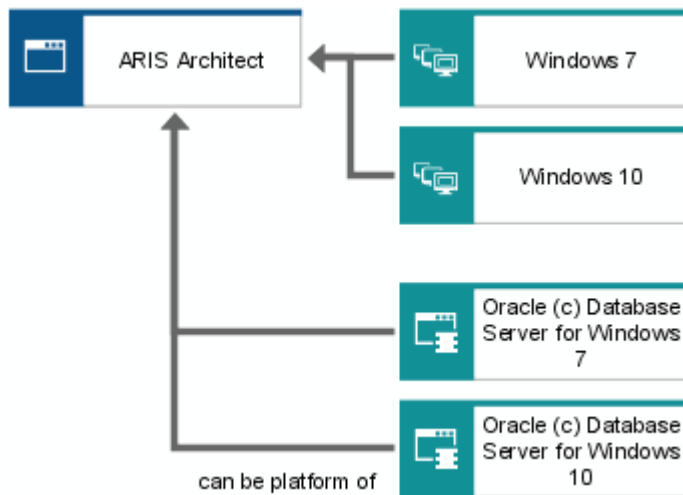 ARIS Architect
Windows 7
Windows 10
Oracle (c) Database
Server for Windows
7
Oracle (c) Database
Server for Windows
10
can be platform of